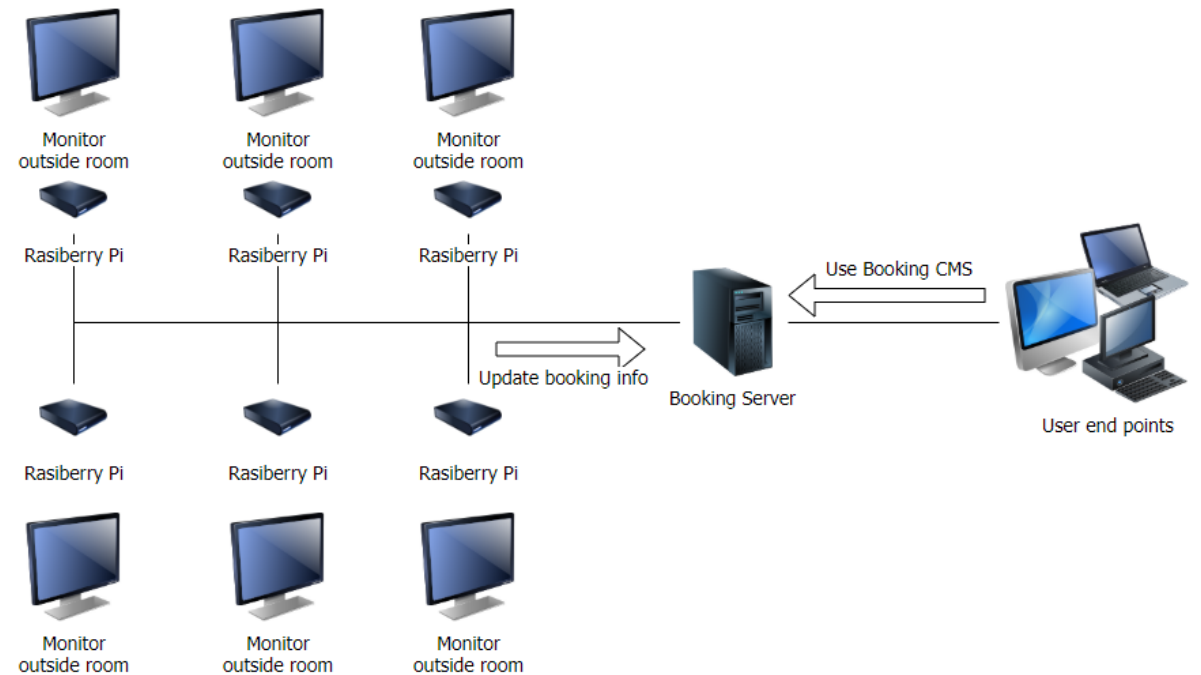 Monitor
outside room
Monitor
outside room
Monitor
outside room
Rasiberry Pi
Rasiberry Pi
Rasiberry Pi
Use Booking CMS
Update booking info
Booking Server
User end points
Rasiberry Pi
Rasiberry Pi
Rasiberry Pi
Monitor
outside room
Monitor
outside room
Monitor
outside room